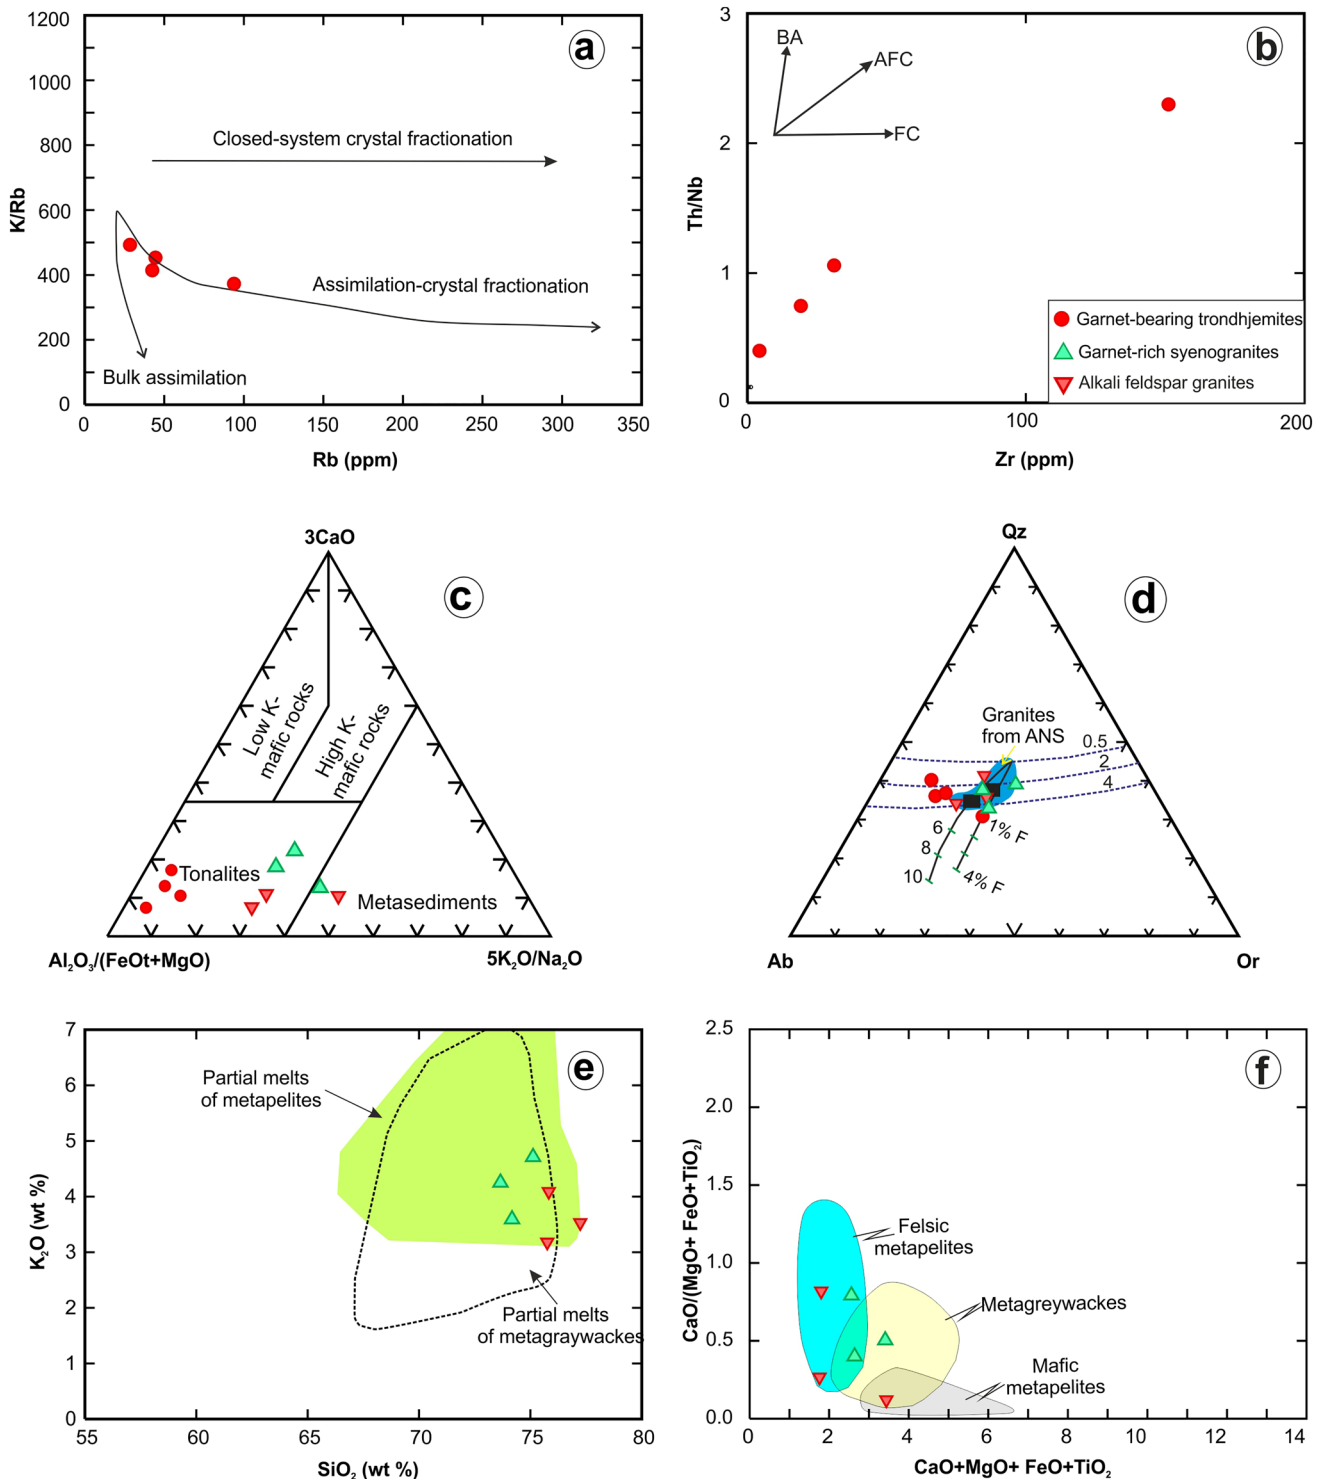 a
1200
1000
800
600
400
200
0
K/Rb
Closed-system crystal fractionation
Assimilation-crystal fractionation
Bulk assimilation
0 50 100 150 200 250 300 350
Rb (ppm)
b
3
2
1
0
Th/Nb
BA
AFC
FC
Garnet-bearing trondhjemites
Garnet-rich syenogranites
Alkali feldspar granites
0 100 200
Zr (ppm)
c
3CaO
Low K-
mafic rocks
High K-
mafic rocks
Tonalites
Metasediments
Al₂O₃/(FeOt+MgO)
5K₂O/Na₂O
d
Qz
Granites
from ANS
0.5
2
4
6
8
10
1% F
4% F
Ab
Or
e
7
6
5
4
3
2
1
0
K₂O (wt %)
Partial melts
of metapelites
Partial melts
of metagraywackes
55 60 65 70 75 80
SiO₂ (wt %)
f
2.5
2.0
1.5
1.0
0.5
0.0
CaO/(MgO+ FeO+TiO₂)
Felsic
metapelites
Metagreywackes
Mafic
metapelites
0 2 4 6 8 10 12 14
CaO+MgO+ FeO+TiO₂